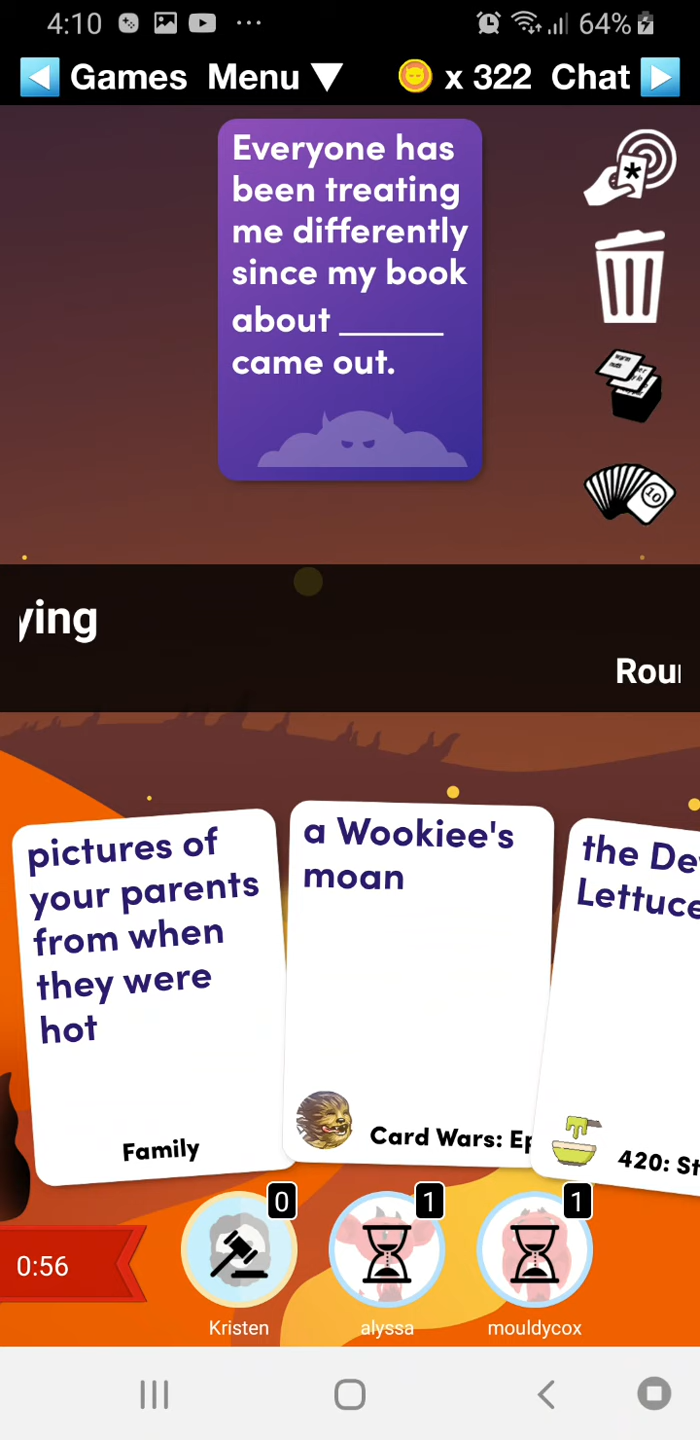 4:10
64%
Games Menu x 322 Chat
Everyone has
been treating
me differently
since my book
about ______
came out.
*
10
ying
Rou
pictures of
your parents
from when
they were
hot
Family
a Wookiee's
moan
Card Wars: Ep
the De
Lettuce
420: St
0:56
0
1
1
Kristen
alyssa
mouldycox